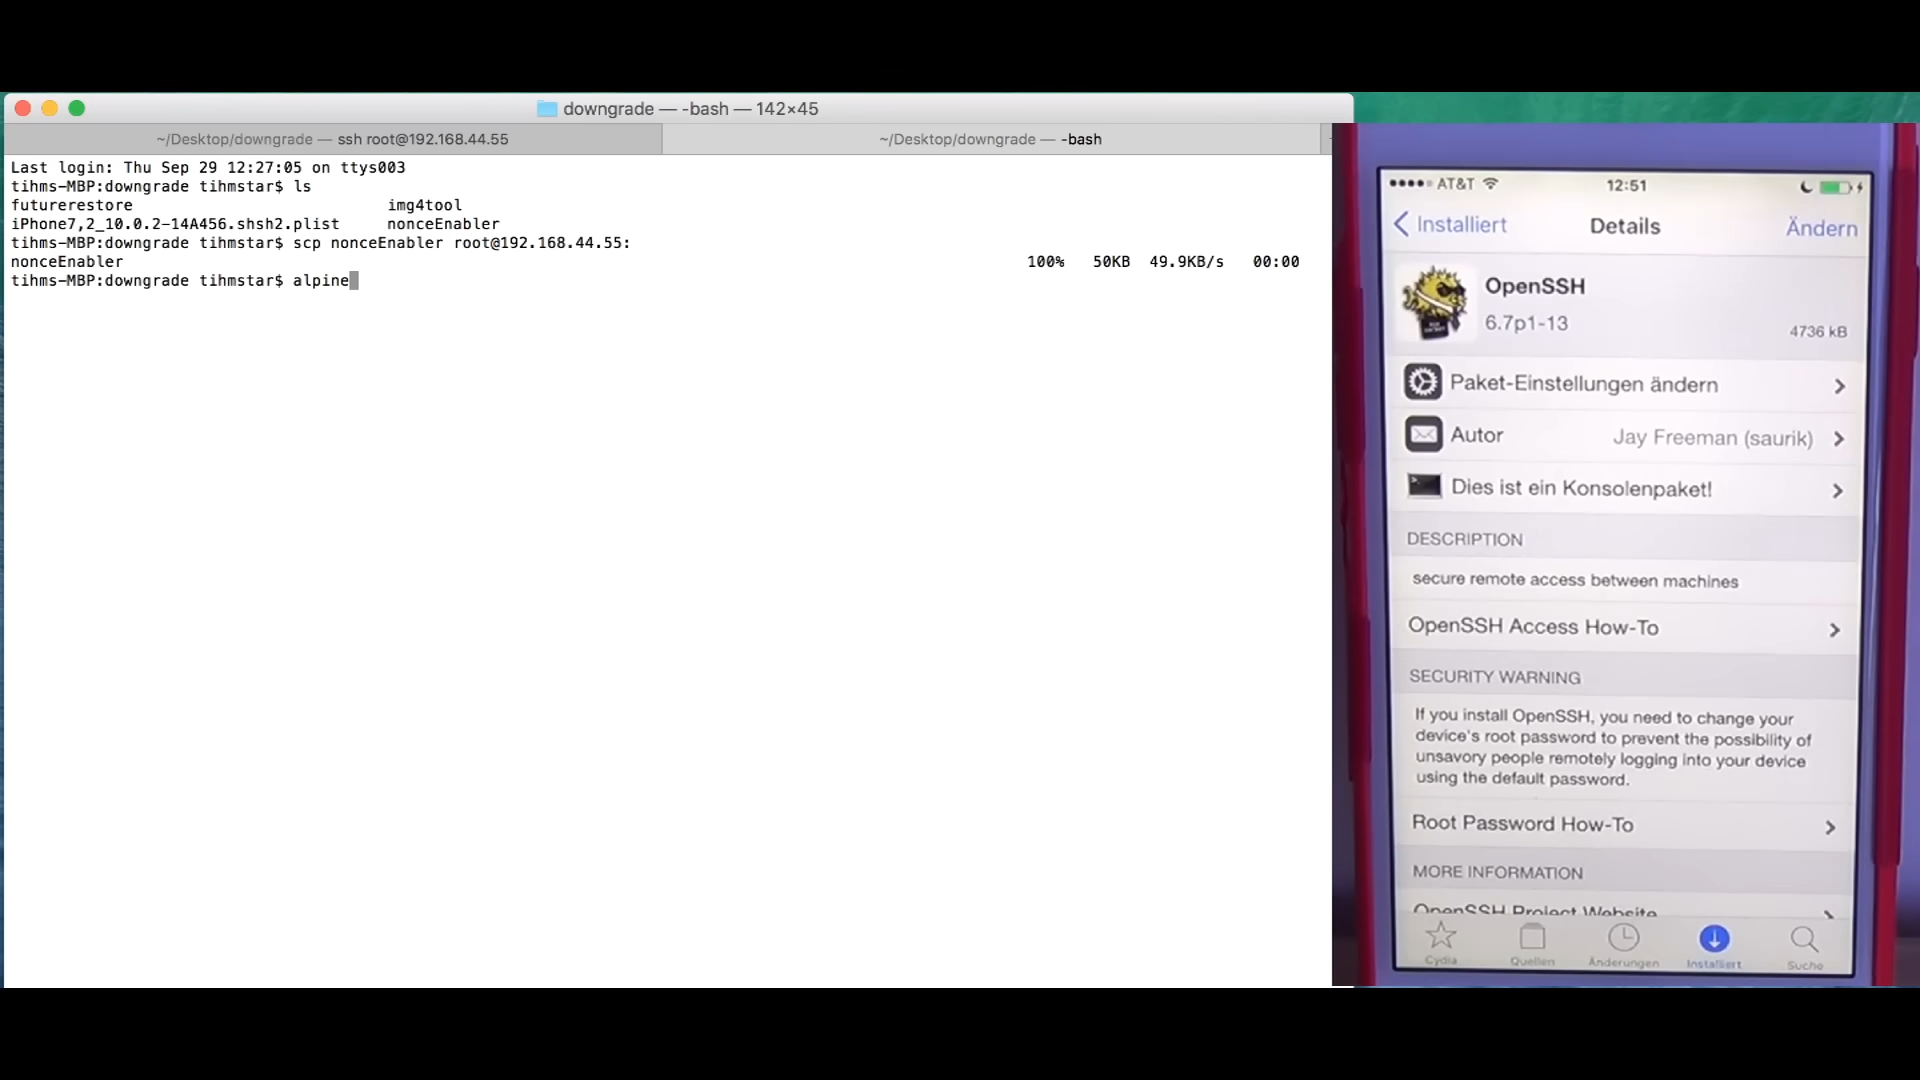 downgrade — -bash — 142×45
~/Desktop/downgrade — ssh root@192.168.44.55
~/Desktop/downgrade — -bash
Last login: Thu Sep 29 12:27:05 on ttys003
tihms-MBP:downgrade tihmstar$ ls
futurerestore img4tool
iPhone7,2_10.0.2-14A456.shsh2.plist nonceEnabler
tihms-MBP:downgrade tihmstar$ scp nonceEnabler root@192.168.44.55:
nonceEnabler 100% 50KB 49.9KB/s 00:00
tihms-MBP:downgrade tihmstar$ alpine
AT&T 12:51
Installiert Details Ändern
OpenSSH
6.7p1-13
4736 kB
Paket-Einstellungen ändern
Autor Jay Freeman (saurik)
Dies ist ein Konsolenpaket!
DESCRIPTION
secure remote access between machines
OpenSSH Access How-To
SECURITY WARNING
If you install OpenSSH, you need to change your
device's root password to prevent the possibility of
unsavory people remotely logging into your device
using the default password.
Root Password How-To
MORE INFORMATION
OpenSSH Project Website
Cydia Quellen Änderungen Installiert Suche